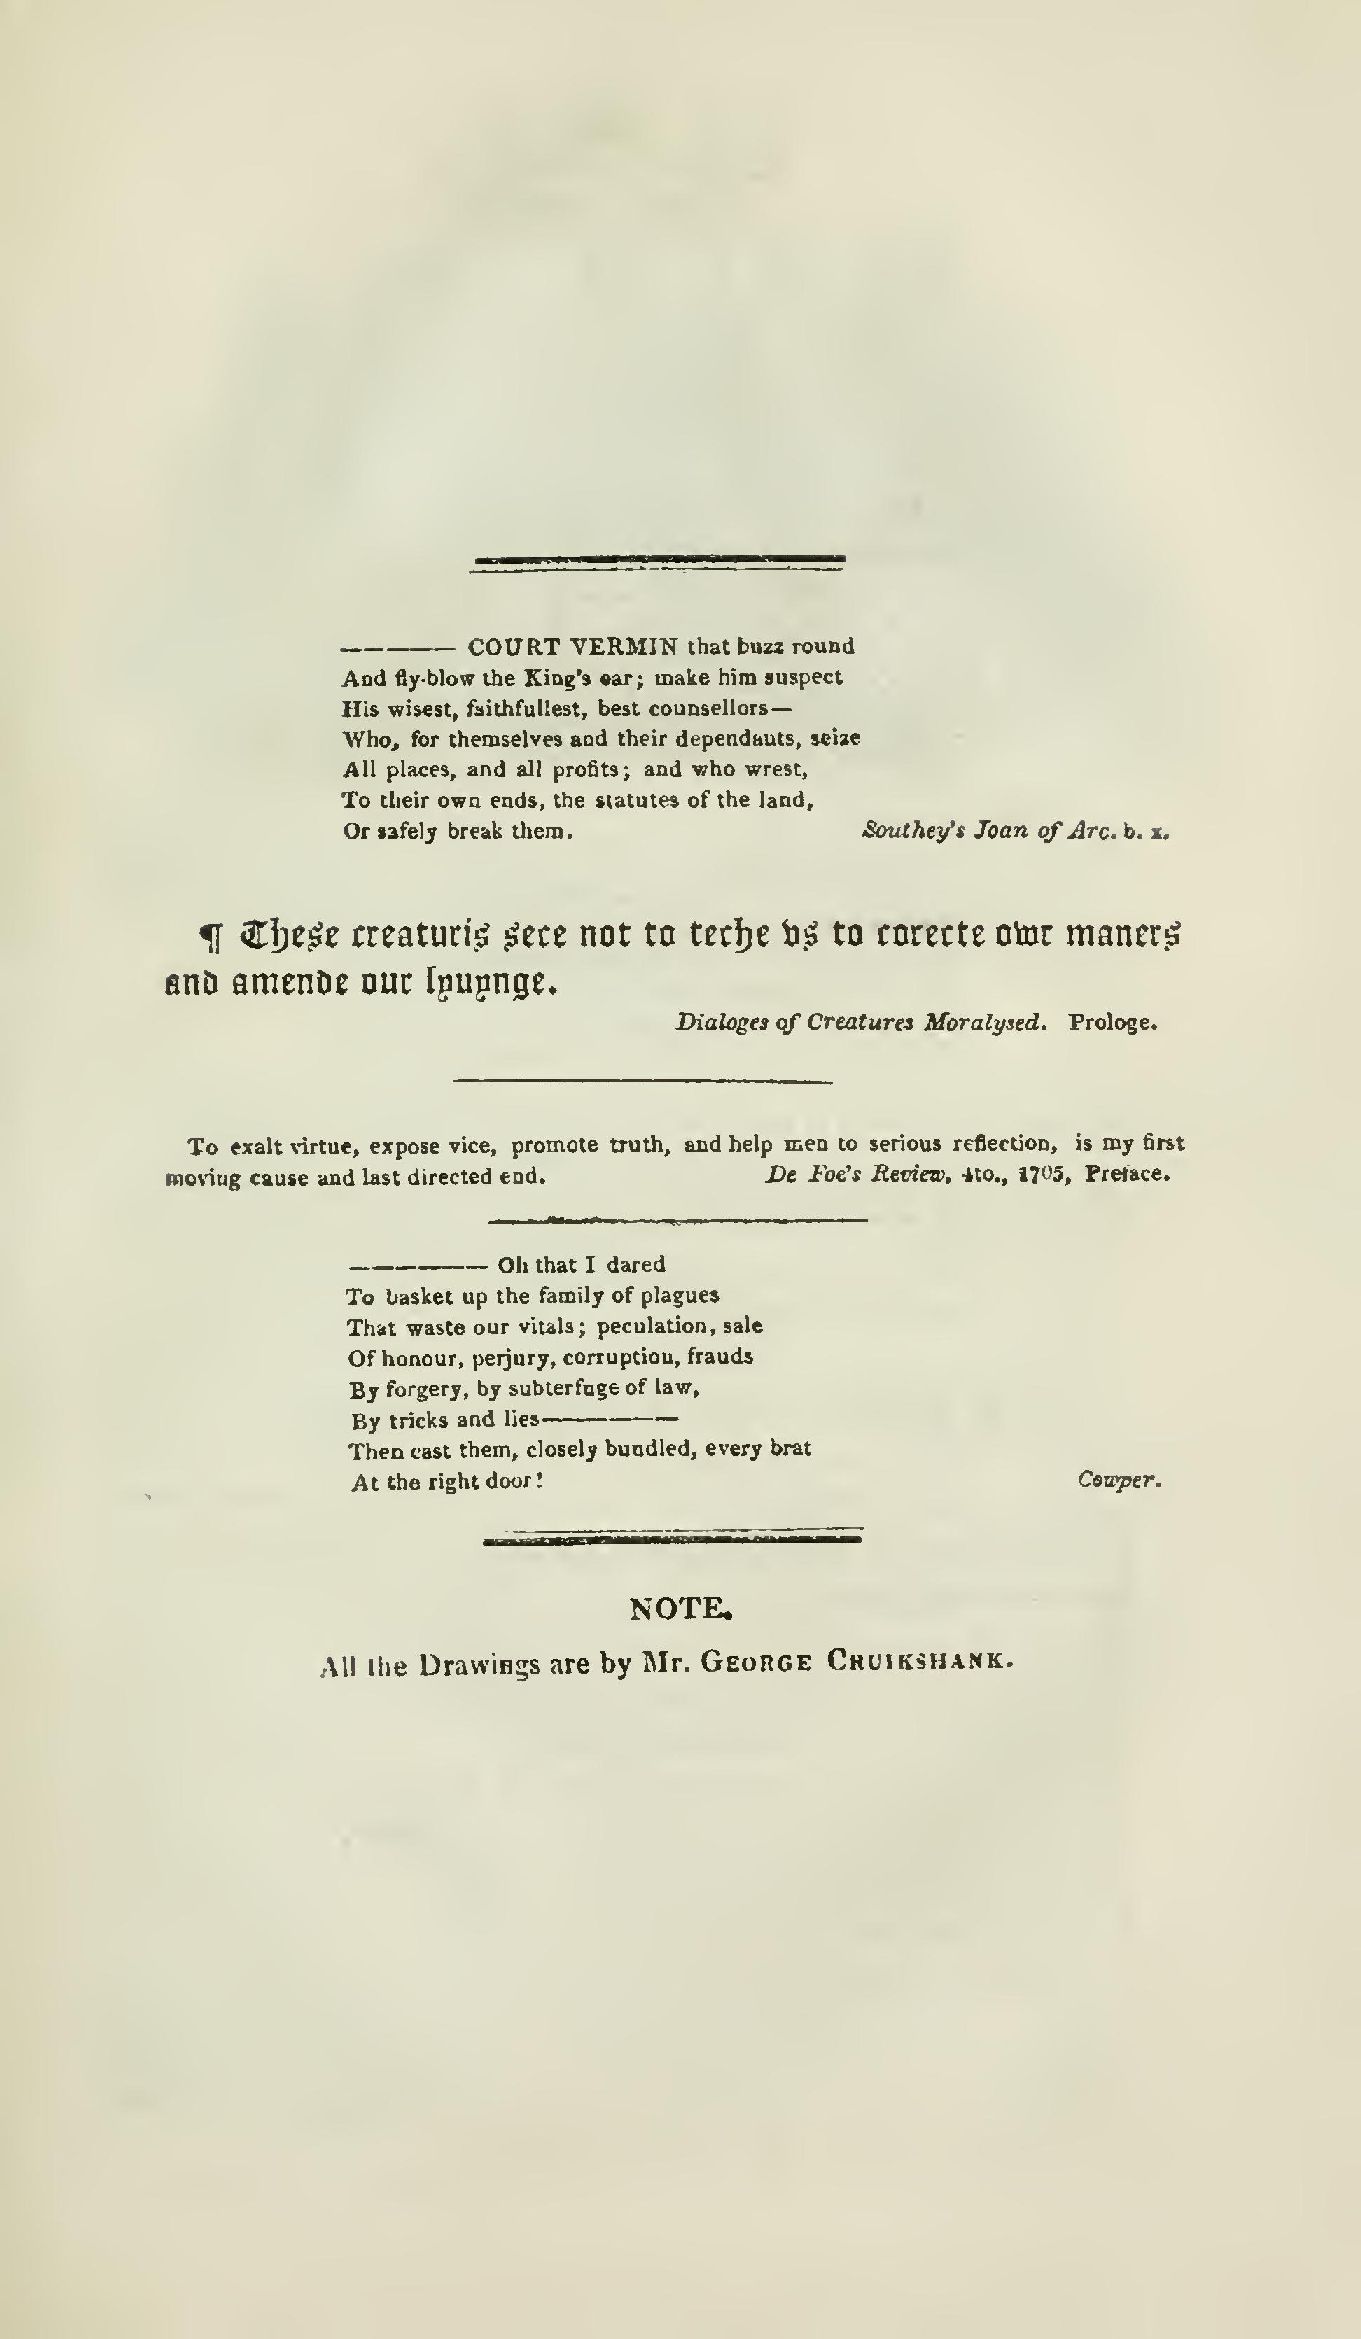 ———— COURT VERMIN that buzz round
And fly-blow the King's ear; make him suspect
His wisest, faithfullest, best counsellors—
Who, for themselves and their dependants, seize
All places, and all profits; and who wrest,
To their own ends, the statutes of the land,
Or safely break them. Southey's Joan of Arc. b. x.
¶ These creaturis sete not to teche vs to corecte owr maners
and amende our lyuynge.
Dialoges of Creatures Moralysed. Prologe.
To exalt virtue, expose vice, promote truth, and help men to serious reflection, is my first
moving cause and last directed end. De Foe's Review, 4to., 1705, Preface.
————— Oh that I dared
To basket up the family of plagues
That waste our vitals; peculation, sale
Of honour, perjury, corruption, frauds
By forgery, by subterfuge of law,
By tricks and lies—————
Then cast them, closely bundled, every brat
At the right door! Cowper.
NOTE.
All the Drawings are by Mr. GEORGE CRUIKSHANK.